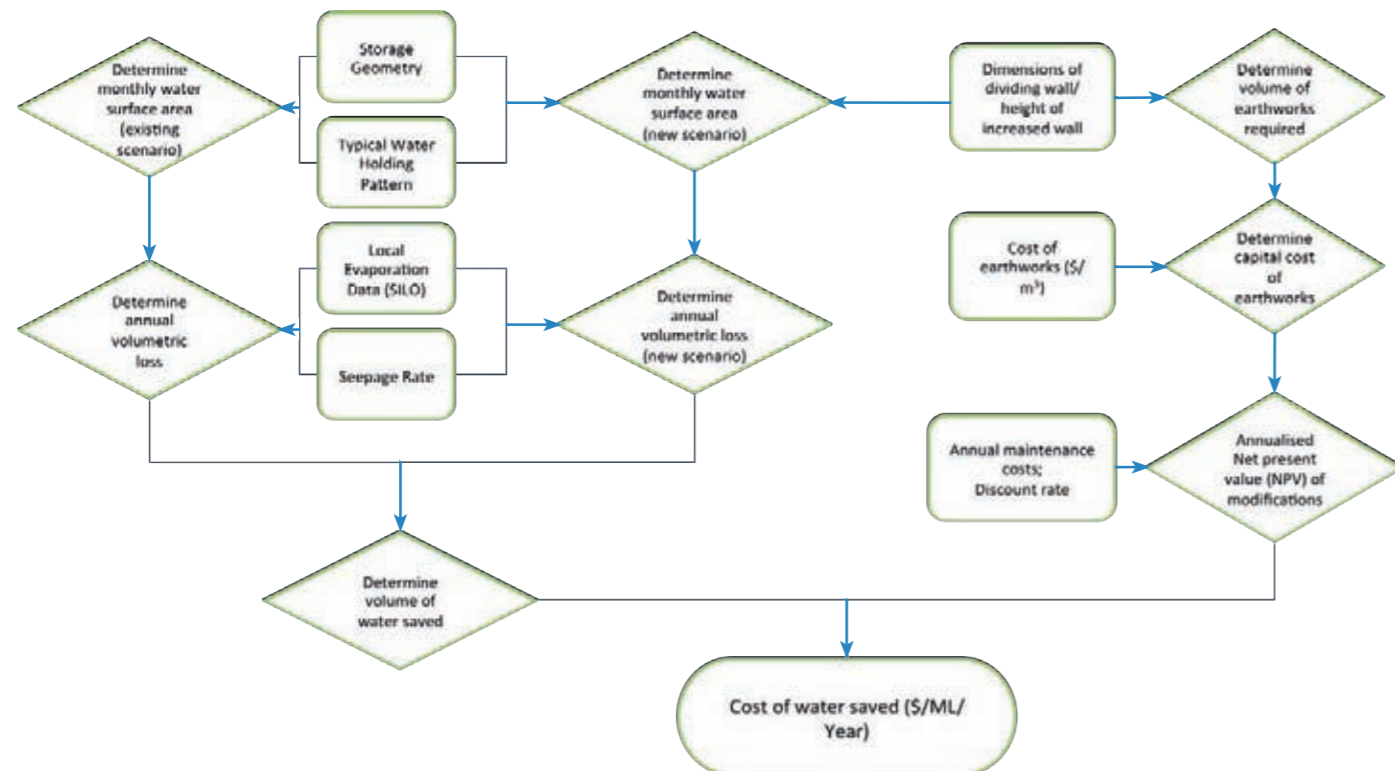 Determine
monthly water
surface area
(existing
scenario)
Storage
Geometry
Typical Water
Holding
Pattern
Determine
monthly water
surface area
(new scenario)
Dimensions of
dividing wall/
height of
increased wall
Determine
volume of
earthworks
required
Determine
annual
volumetric
loss
Local
Evaporation
Data (SILO)
Seepage Rate
Determine
annual
volumetric loss
(new scenario)
Cost of
earthworks ($/
m³)
Determine
capital cost
of
earthworks
Annual maintenance
costs;
Discount rate
Annualised
Net present
value (NPV) of
modifications
Determine
volume of
water saved
Cost of water saved ($/ML/
Year)